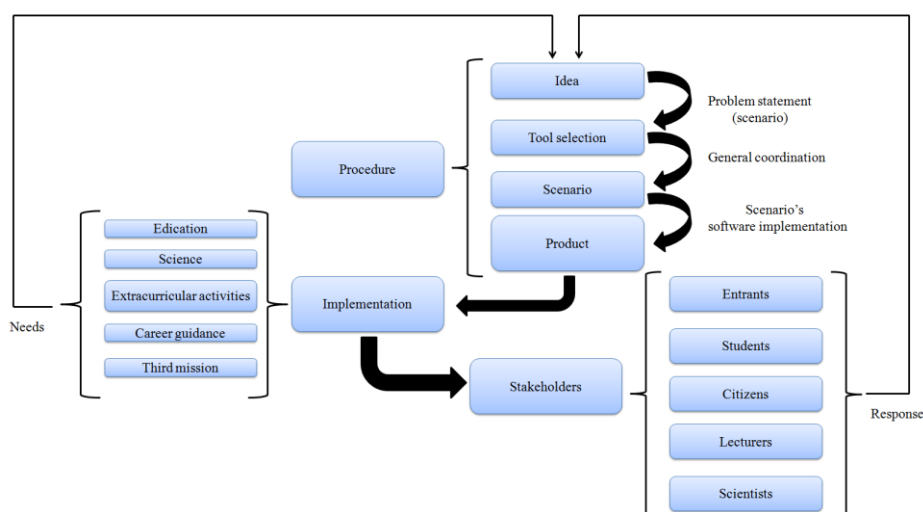 Idea
Problem statement
(scenario)
Tool selection
General coordination
Procedure
Scenario
Scenario's
software implementation
Product
Edication
Science
Extracurricular activities
Career guidance
Third mission
Needs
Implementation
Stakeholders
Entrants
Students
Citizens
Lecturers
Scientists
Response